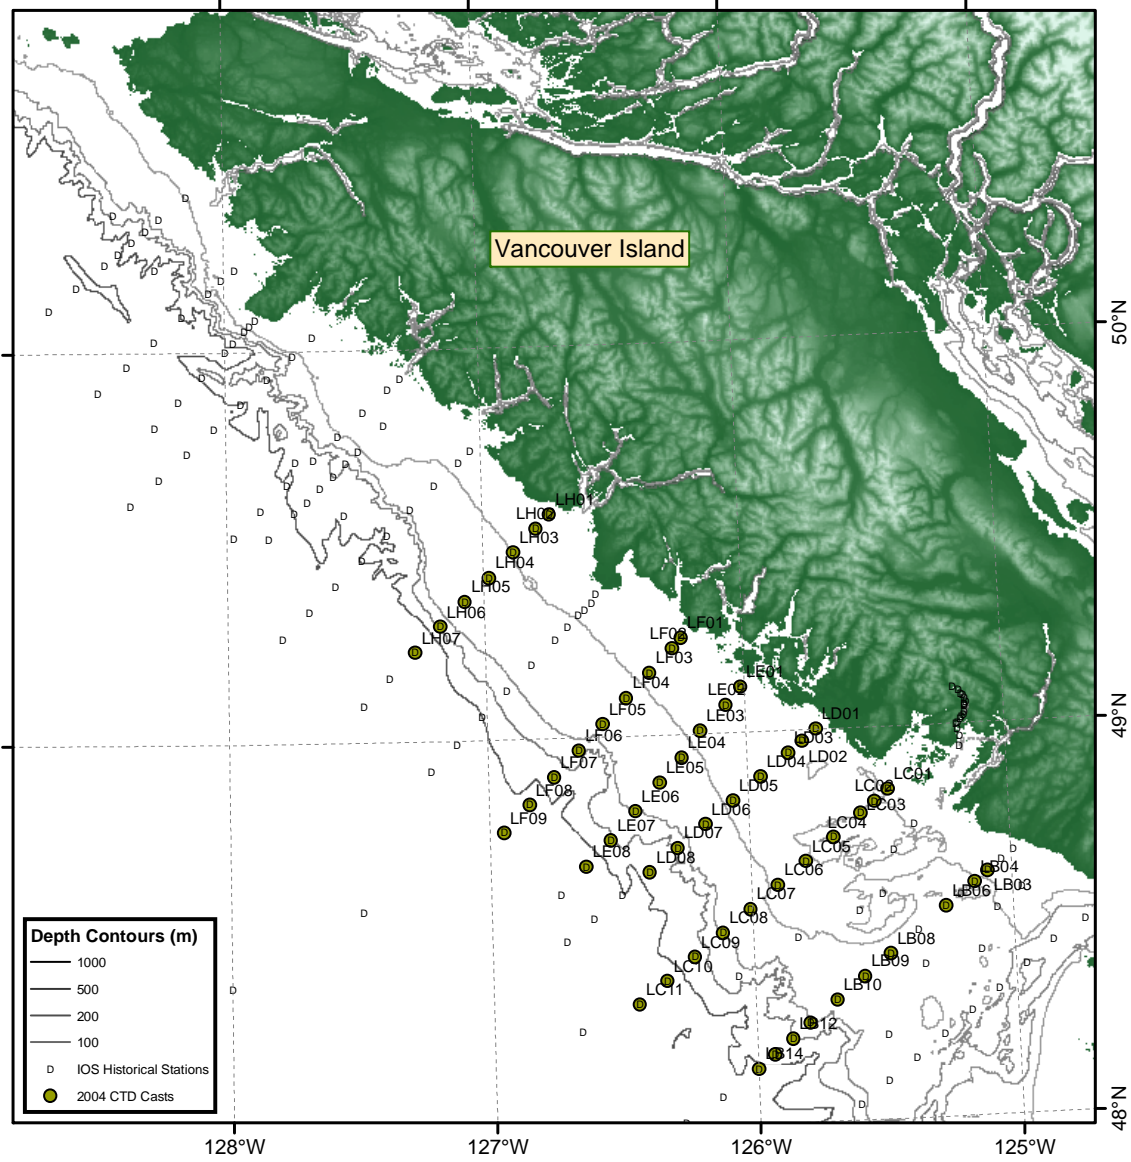 Vancouver Island
50°N
LH01
LH02
LH03
LH04
LH05
LH06
LH07
LF01
LF02
LF03
LF04
LF05
LF06
LF07
LF08
LF09
LE01
LE02
LE03
LE04
LE05
LE06
LE07
LE08
49°N
LD01
LD03
LD02
LD04
LD05
LD06
LD07
LD08
LC01
LC02
LC03
LC04
LC05
LC06
LC07
LC08
LC09
LC10
LC11
LB04
LB03
LB06
LB08
LB09
LB10
LB12
LB14
Depth Contours (m)
1000
500
200
100
D IOS Historical Stations
D 2004 CTD Casts
48°N
128°W
127°W
126°W
125°W